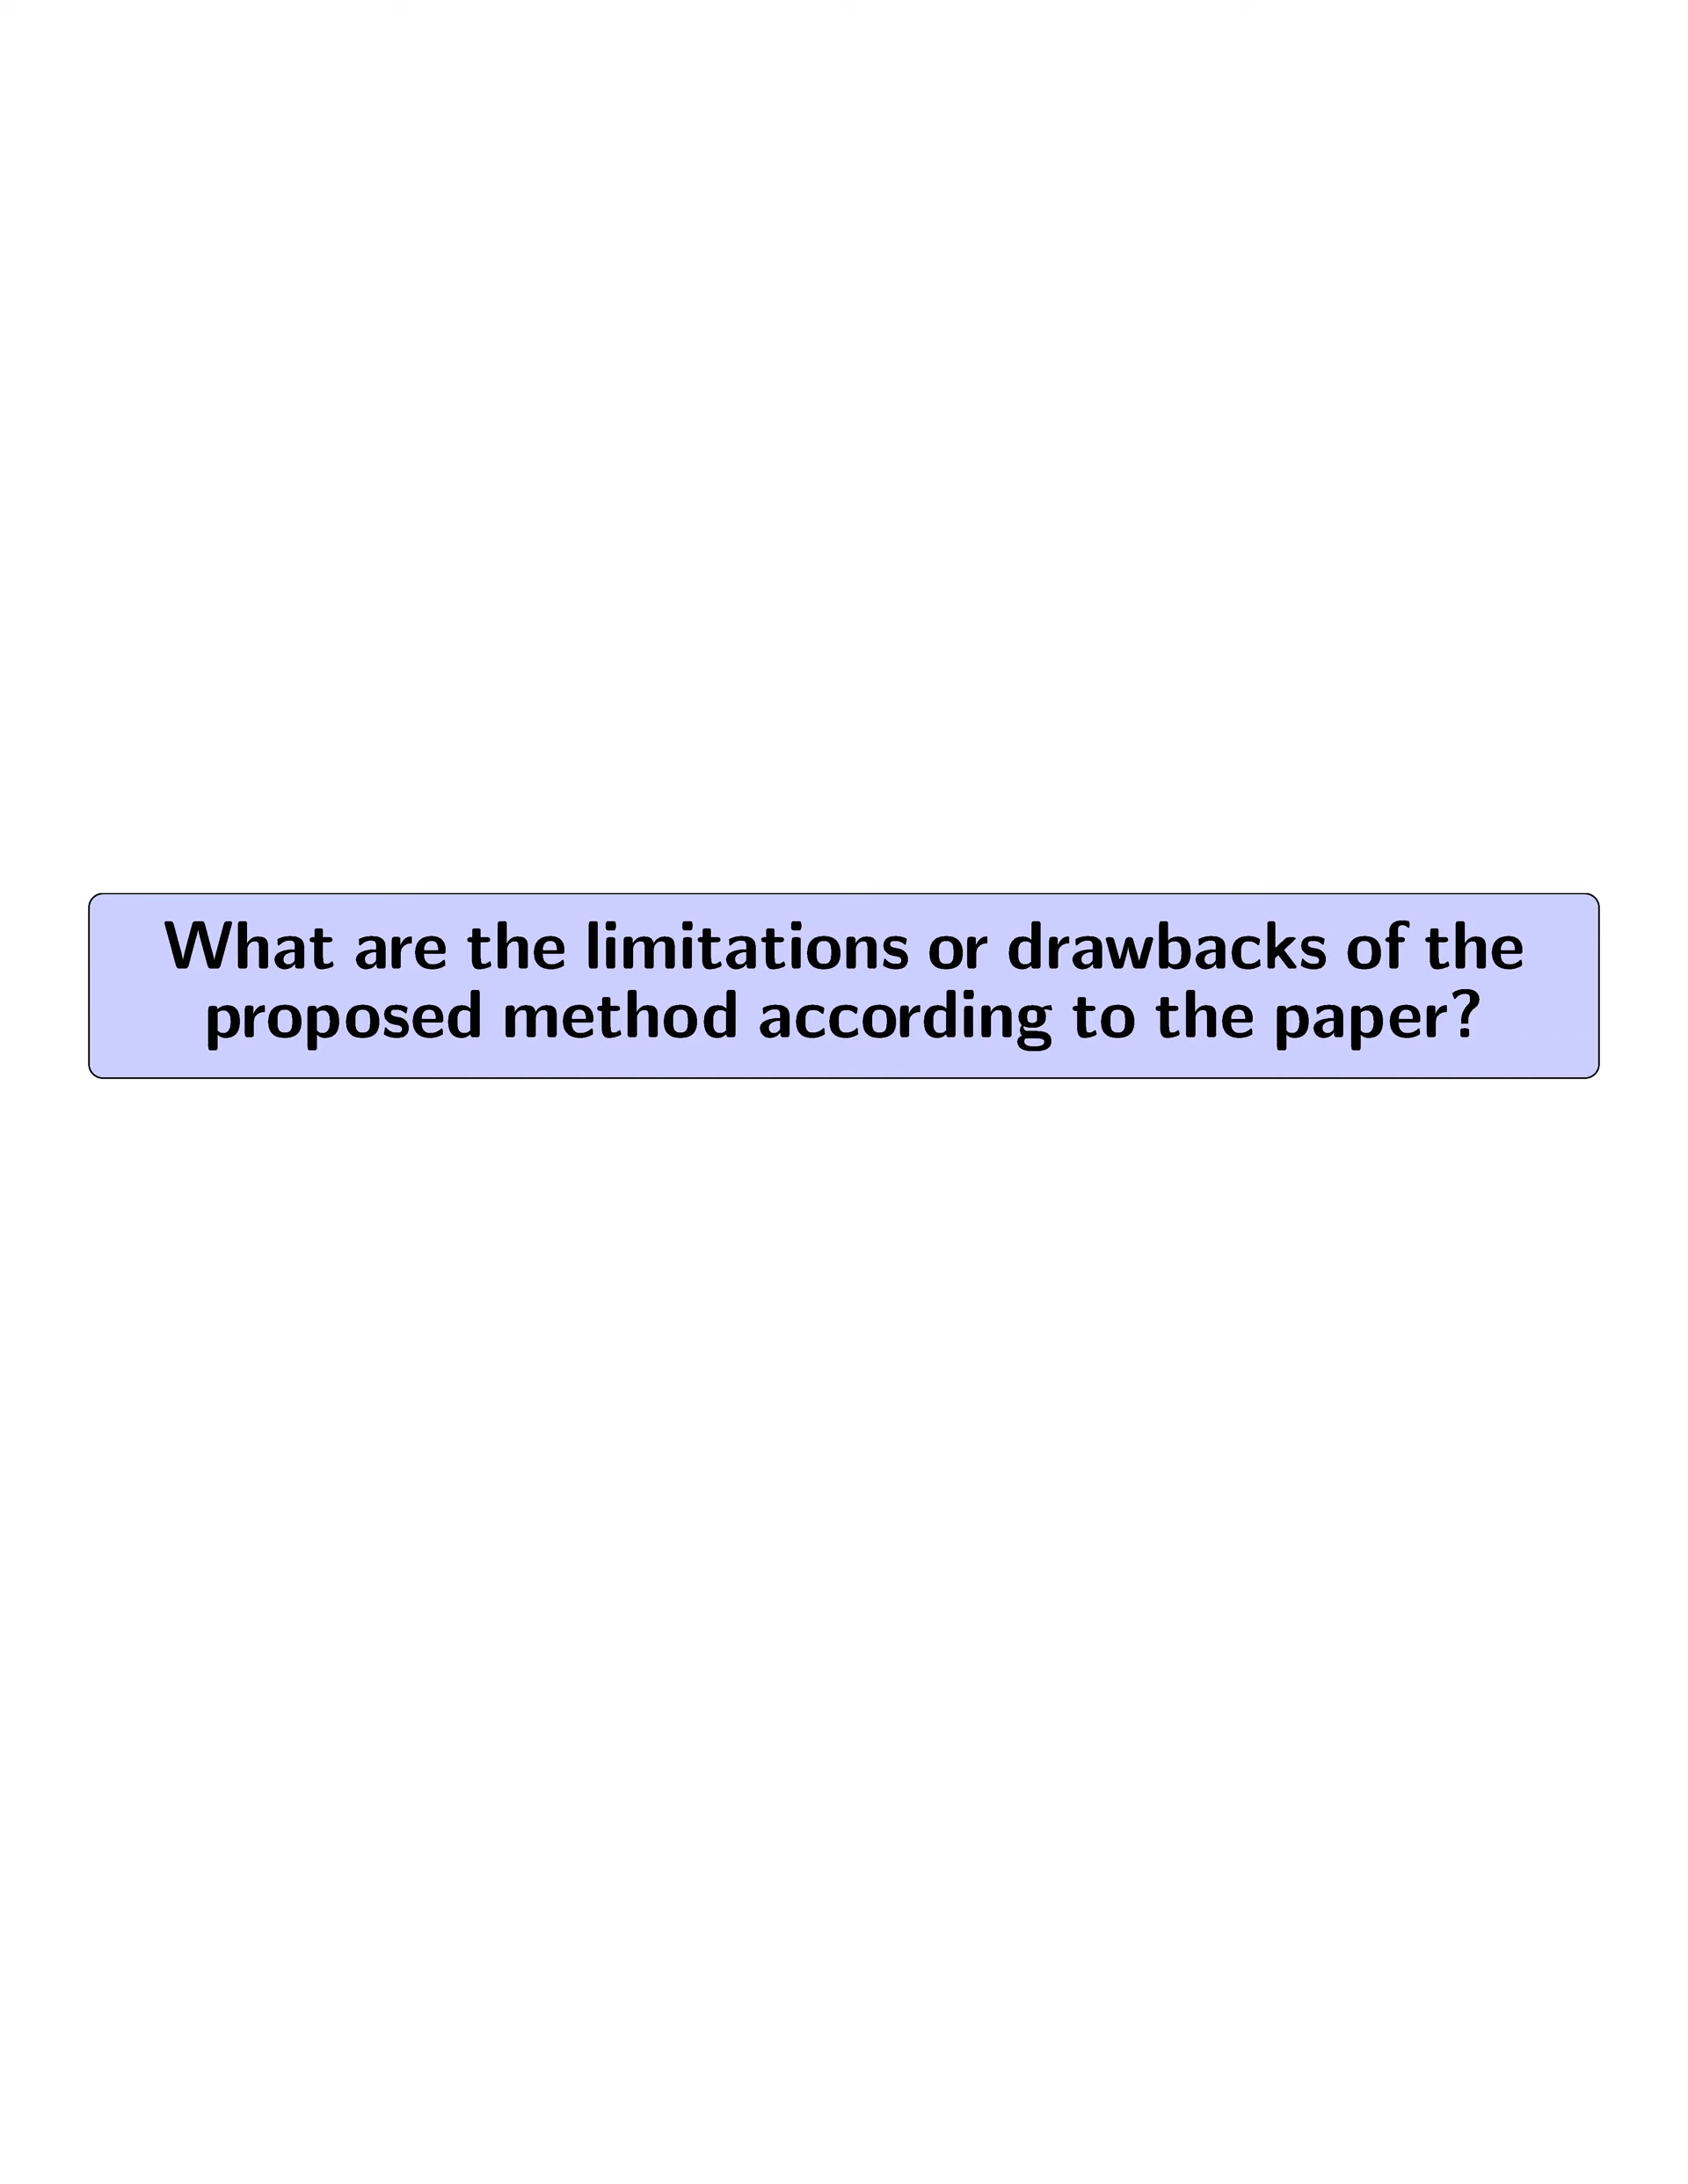 What are the limitations or drawbacks of the
proposed method according to the paper?